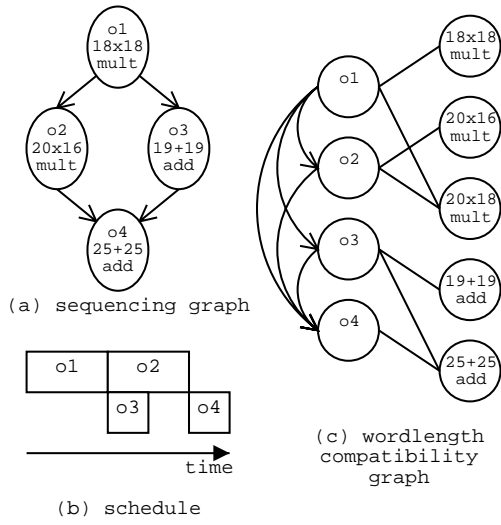 o1
18x18
mult
o2
20x16
mult
o3
19+19
add
o4
25+25
add
(a) sequencing graph
o1
o2
o3
o4
time
(b) schedule
o1
o2
o3
o4
18x18
mult
20x16
mult
20x18
mult
19+19
add
25+25
add
(c) wordlength
compatibility
graph